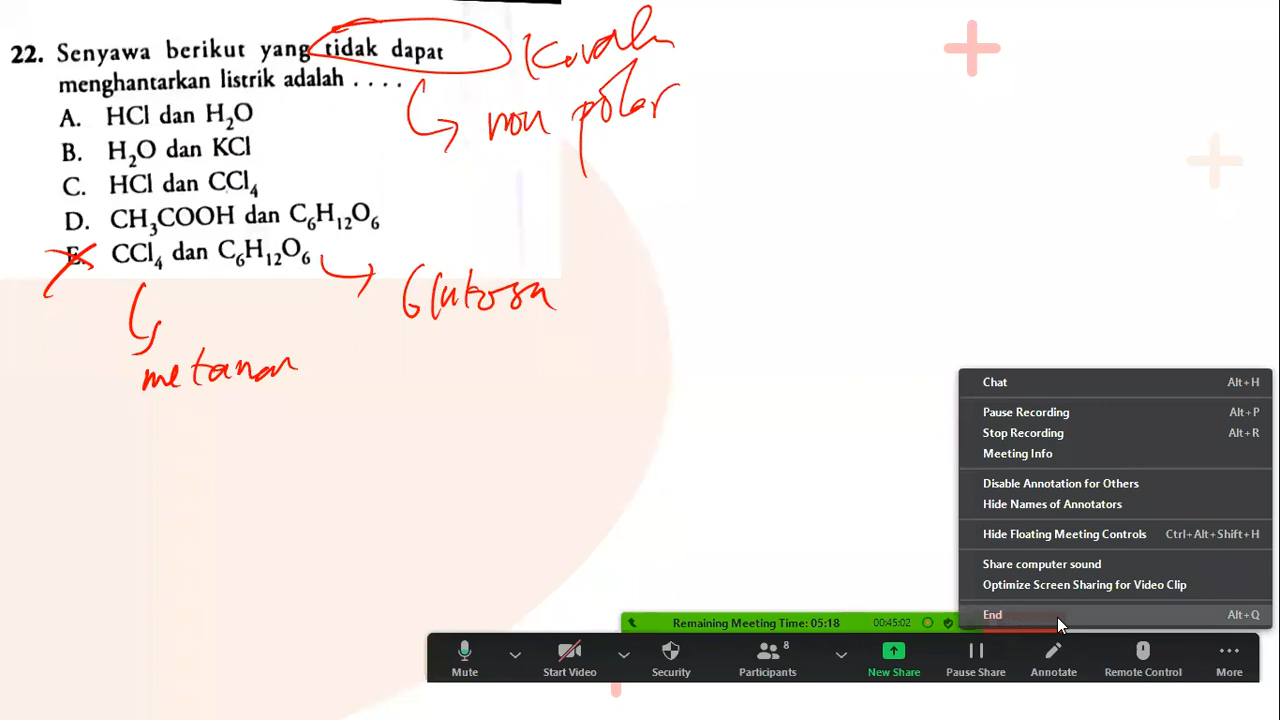 22. Senyawa berikut yang tidak dapat
menghantarkan listrik adalah . . . .
A. HCl dan H₂O
B. H₂O dan KCl
C. HCl dan CCl₄
D. CH₃COOH dan C₆H₁₂O₆
E. CCl₄ dan C₆H₁₂O₆
Kovalen
non polar
Glukosa
metanan
Chat Alt+H
Pause Recording Alt+P
Stop Recording Alt+R
Meeting Info
Disable Annotation for Others
Hide Names of Annotators
Hide Floating Meeting Controls Ctrl+Alt+Shift+H
Share computer sound
Optimize Screen Sharing for Video Clip
End Alt+Q
Remaining Meeting Time: 05:18 00:45:02
8
Mute Start Video Security Participants New Share Pause Share Annotate Remote Control More